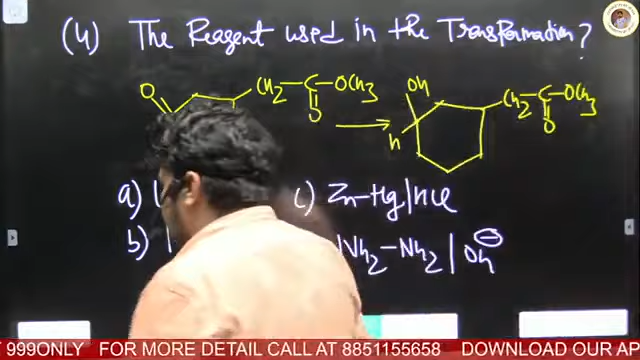 (4) The Reagent used in the Transformation?
O CH2-C-OCH3 O
OH H CH2-C-OCH3 O
a) c) Zn-Hg/HCl
b) NH2-NH2/OH⊖
999ONLY FOR MORE DETAIL CALL AT 8851155658 DOWNLOAD OUR AP